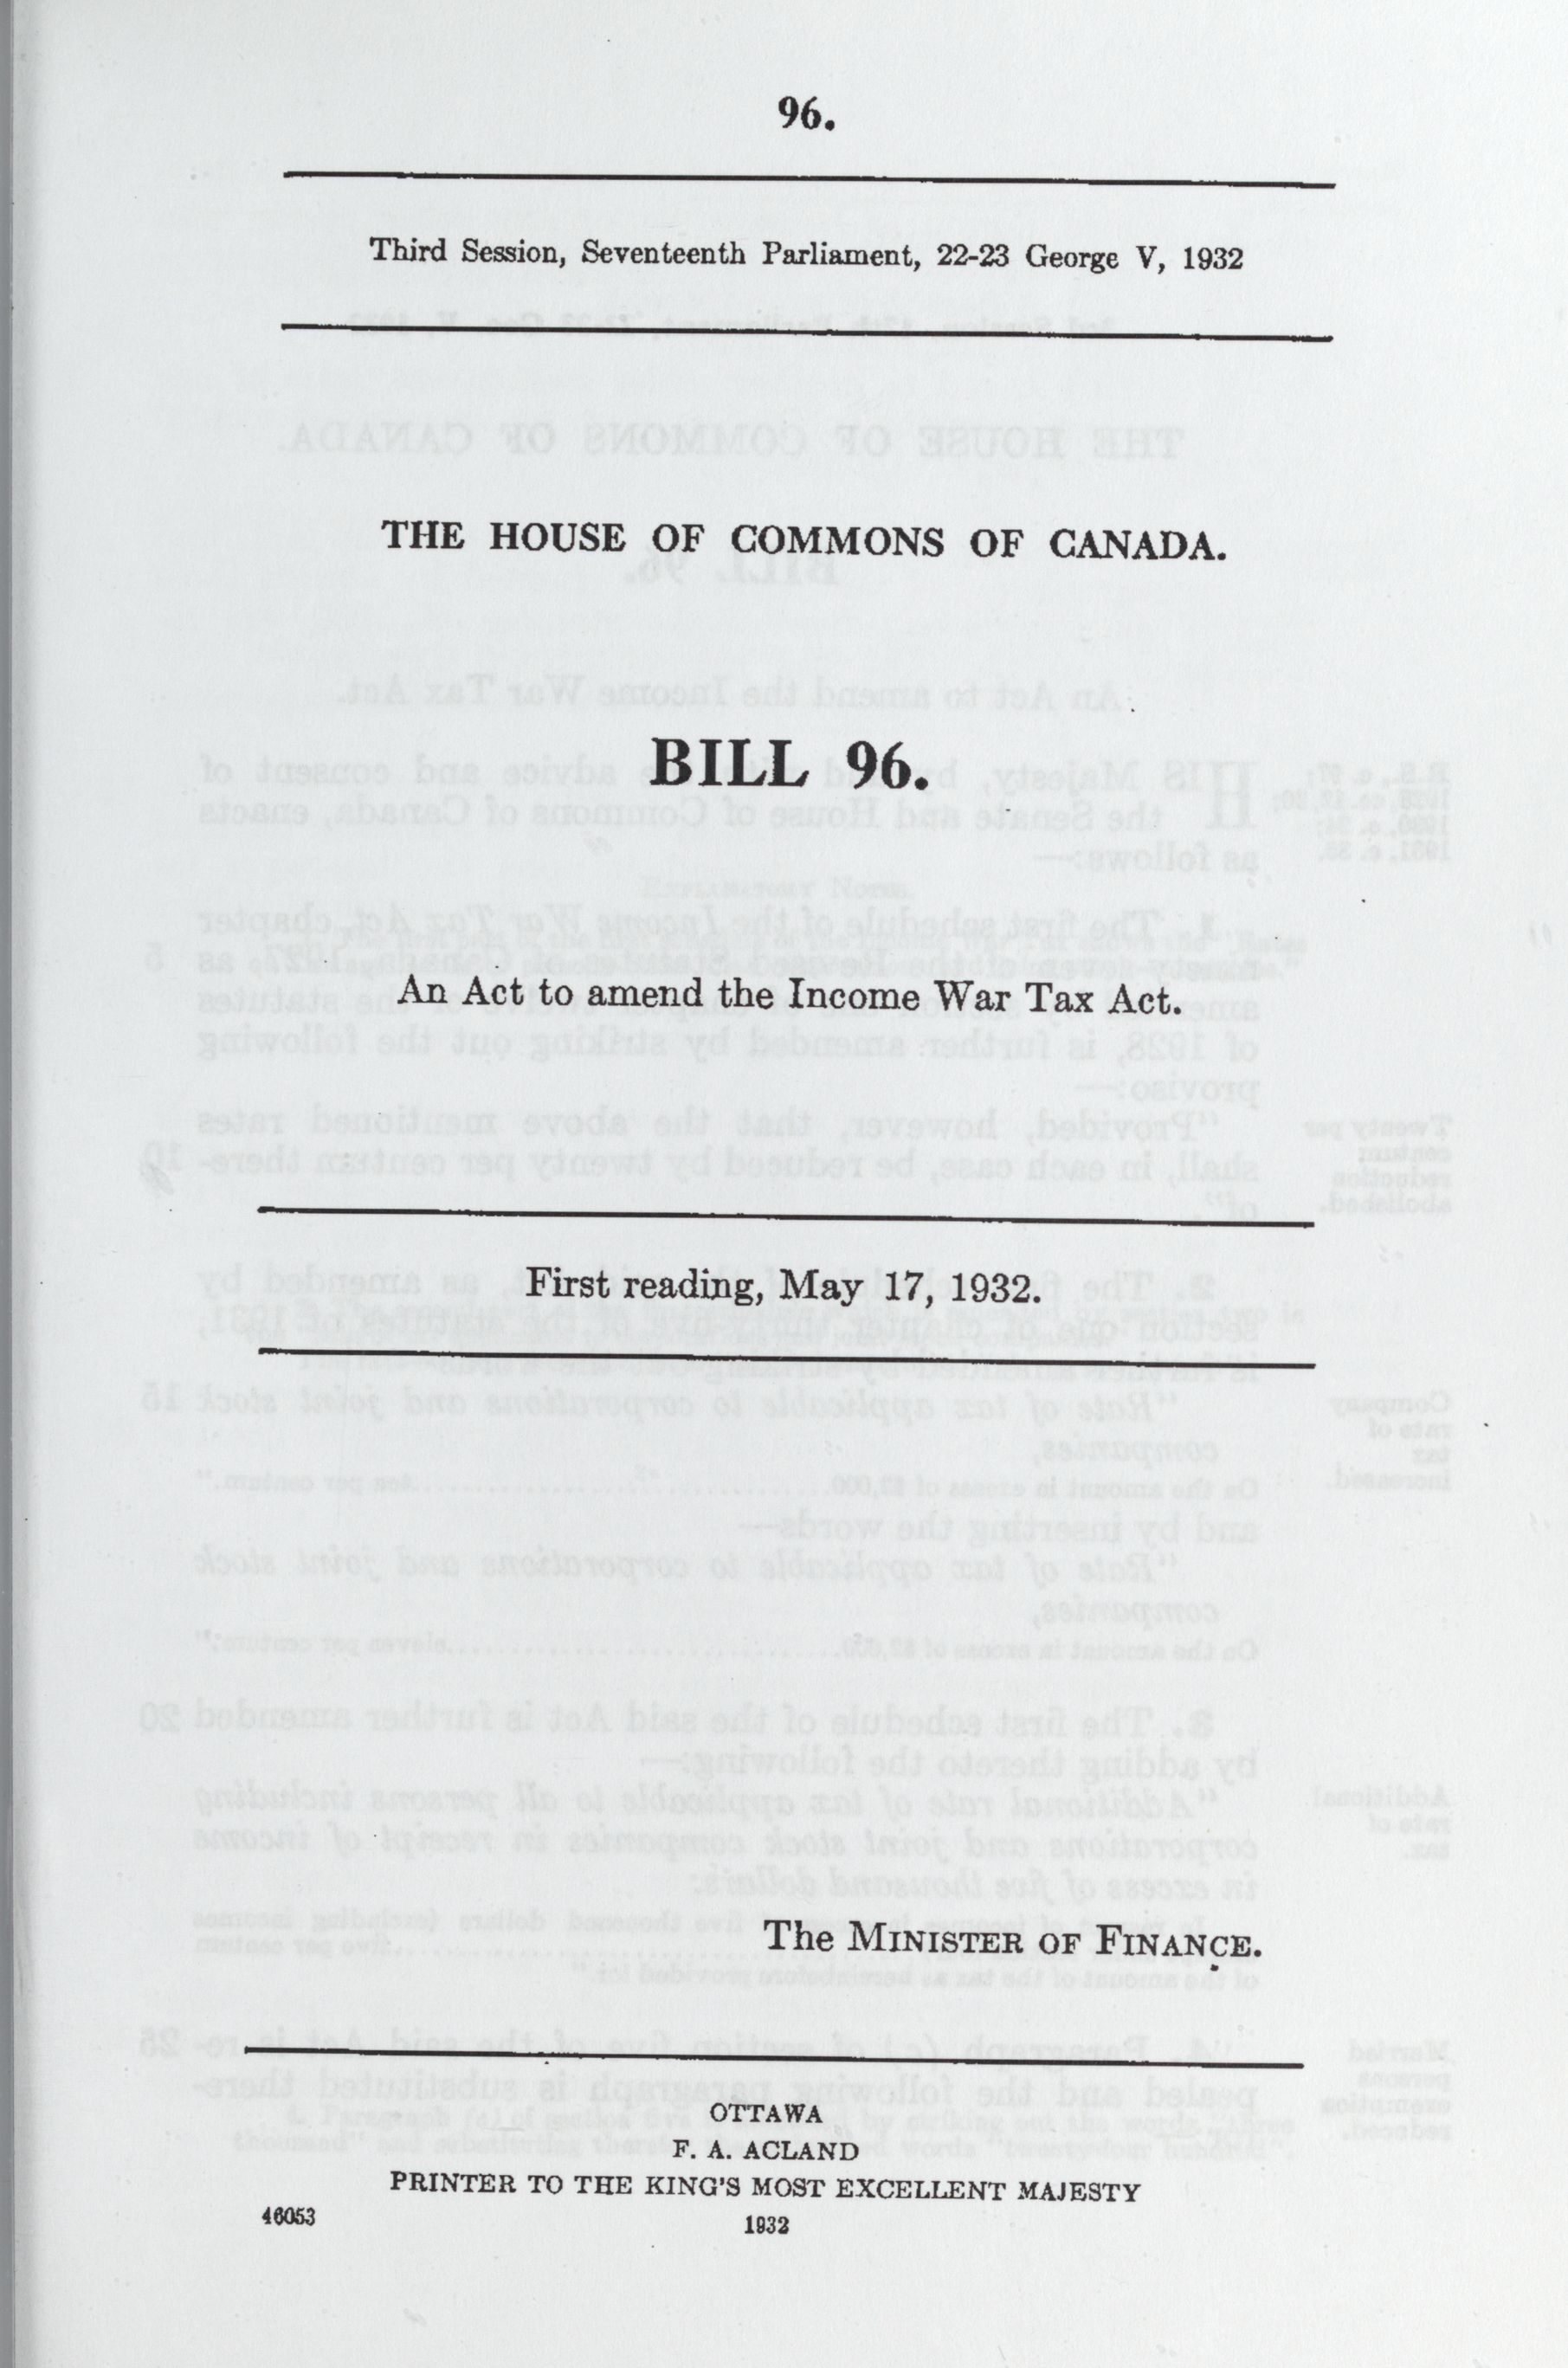 96.
Third Session, Seventeenth Parliament, 22-23 George V, 1932
THE HOUSE OF COMMONS OF CANADA.
BILL 96.
An Act to amend the Income War Tax Act.
First reading, May 17, 1932.
The MINISTER OF FINANCE.
OTTAWA
F. A. ACLAND
PRINTER TO THE KING'S MOST EXCELLENT MAJESTY
46053
1932